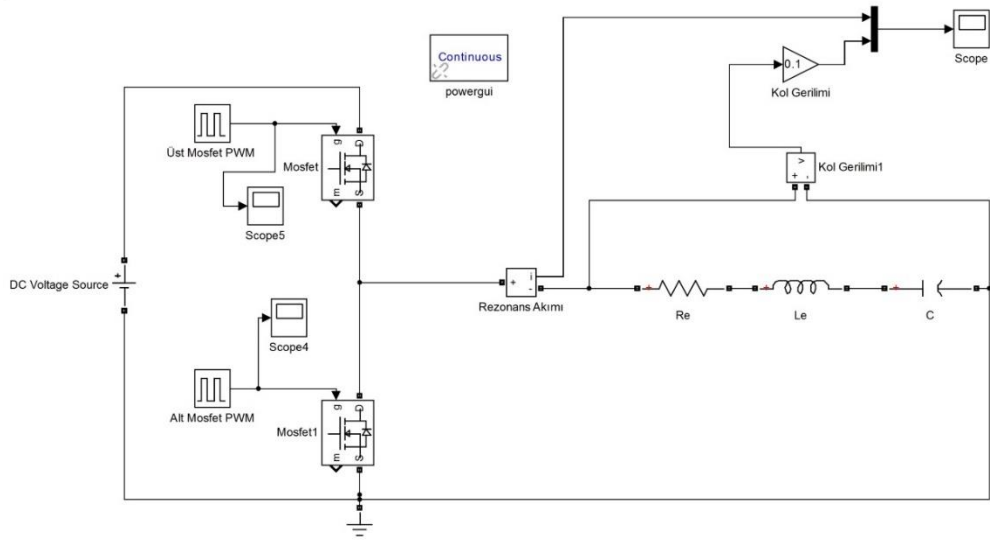 Continuous
powergui
0.1
Kol Gerilimi
Scope
Üst Mosfet PWM
g
D
Mosfet
m
S
Scope5
v
+ -
Kol Gerilimi1
DC Voltage Source
+
+
i
-
Rezonans Akımı
+
Re
+
Le
+
C
Scope4
Alt Mosfet PWM
g
D
Mosfet1
m
S